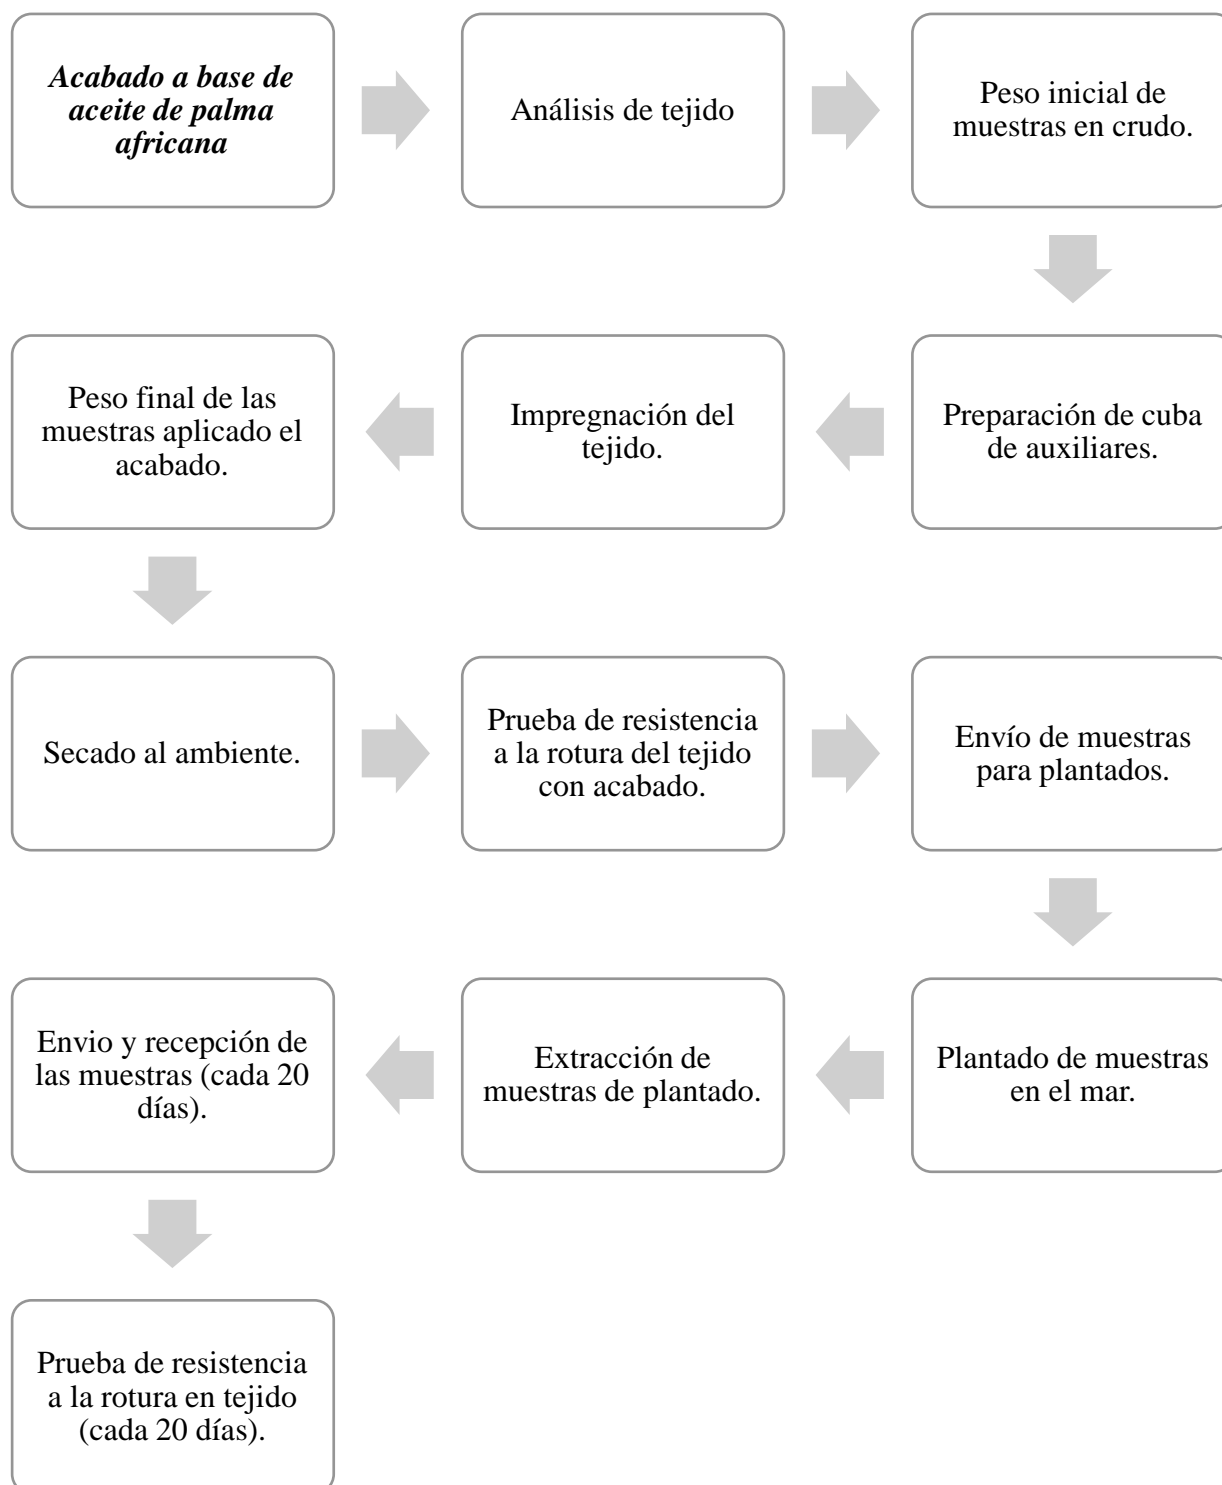 Acabado a base de
aceite de palma
africana
Análisis de tejido
Peso inicial de
muestras en crudo.
Preparación de cuba
de auxiliares.
Impregnación del
tejido.
Peso final de las
muestras aplicado el
acabado.
Secado al ambiente.
Prueba de resistencia
a la rotura del tejido
con acabado.
Envío de muestras
para plantados.
Plantado de muestras
en el mar.
Extracción de
muestras de plantado.
Envio y recepción de
las muestras (cada 20
días).
Prueba de resistencia
a la rotura en tejido
(cada 20 días).